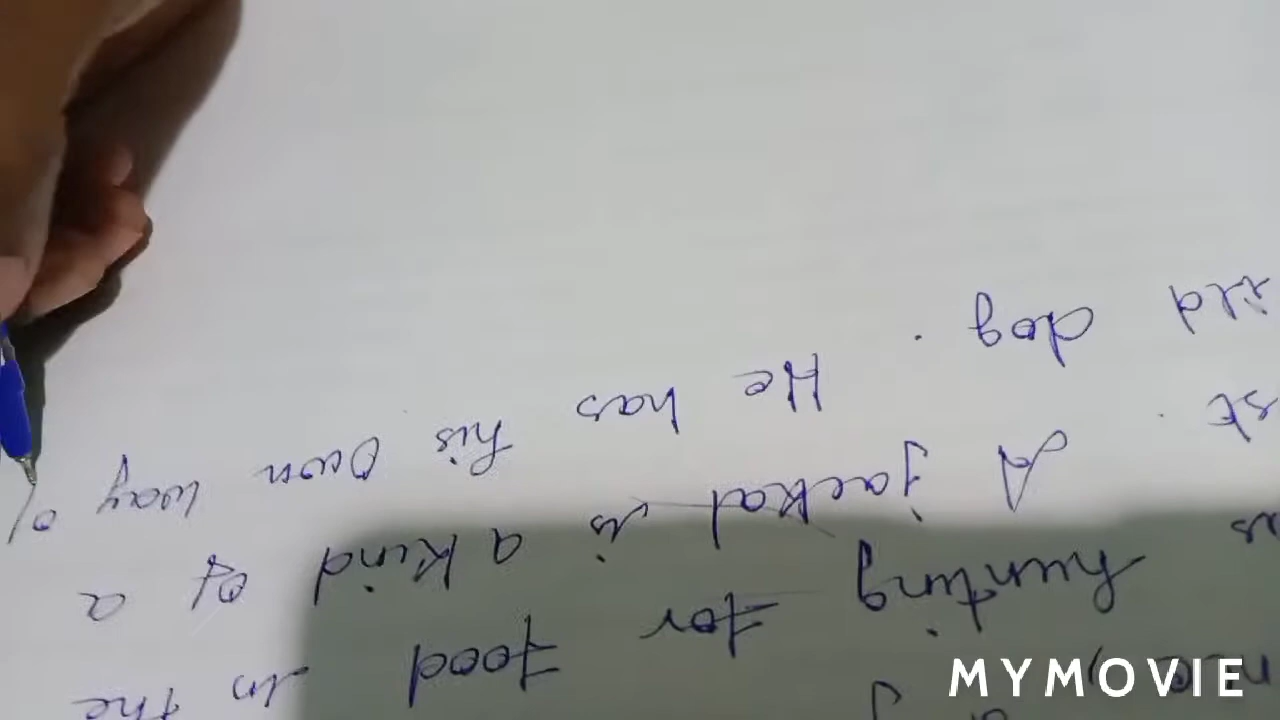 as hunting for food In the
st. A jackal is a kind of a
ild dog. He has his own way of
MYMOVIE